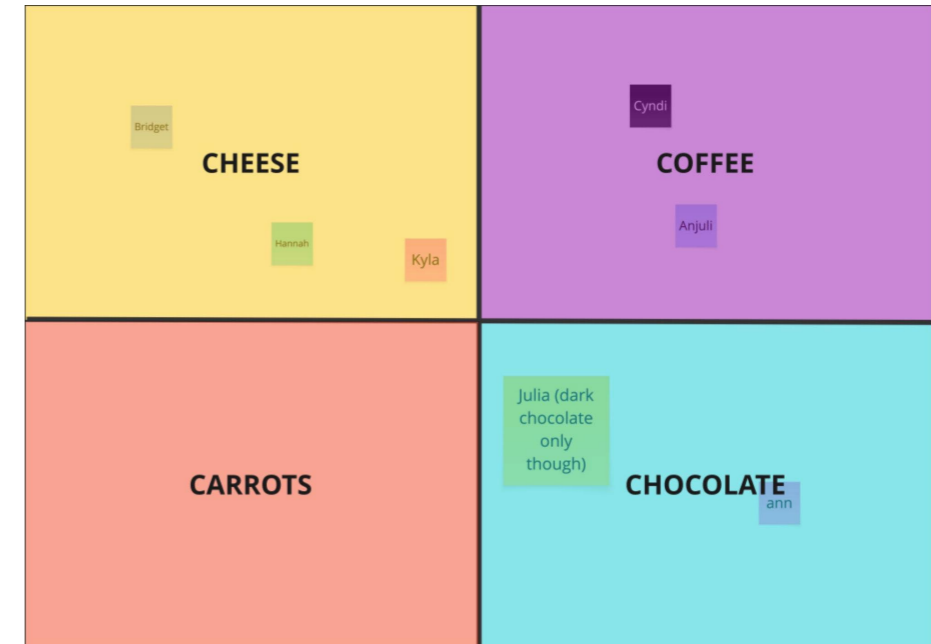 Bridget
CHEESE
Hannah
Kyla
Cyndi
COFFEE
Anjuli
CARROTS
Julia (dark
chocolate
only
though)
CHOCOLATE
ann